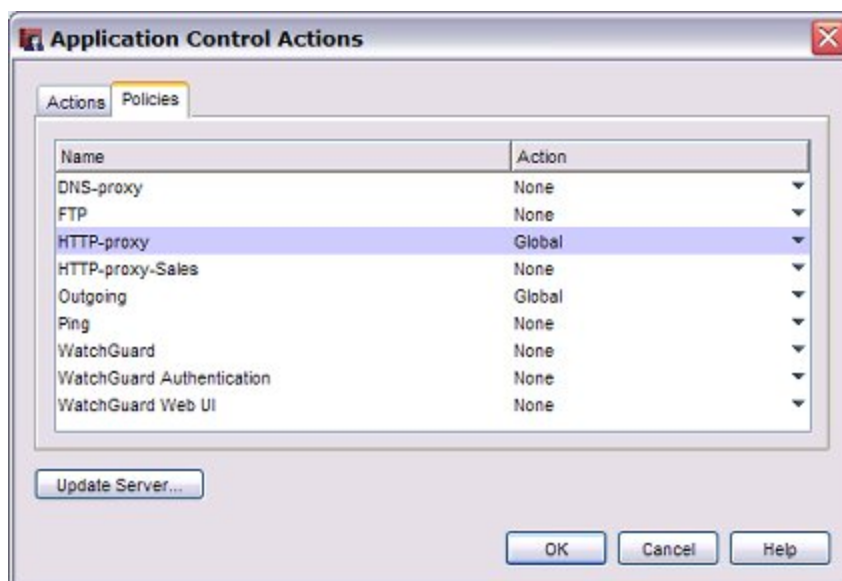 Application Control Actions
Actions Policies
Name Action
DNS-proxy None
FTP None
HTTP-proxy Global
HTTP-proxy-Sales None
Outgoing Global
Ping None
WatchGuard None
WatchGuard Authentication None
WatchGuard Web UI None
Update Server...
OK Cancel Help